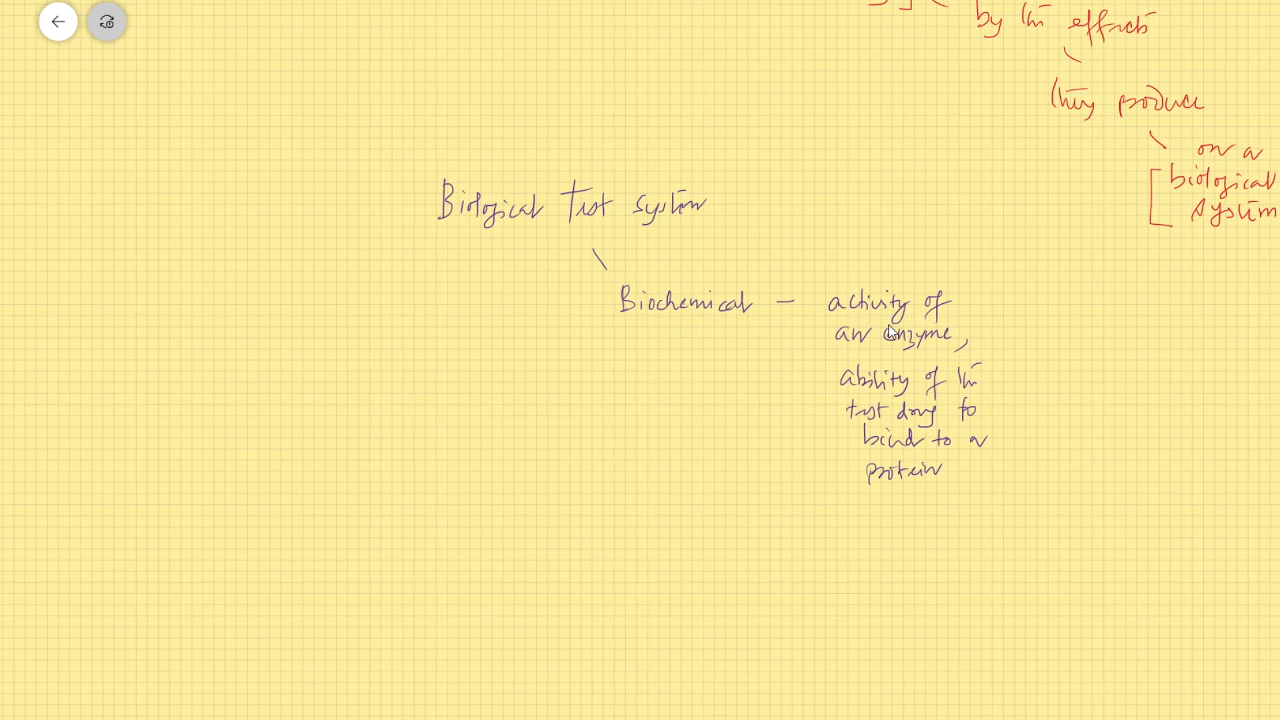 by the effects
they produce
on a
biological
system
Biological Test system
Biochemical - activity of
an enzyme,
ability of the
test drug to
bind to a
protein